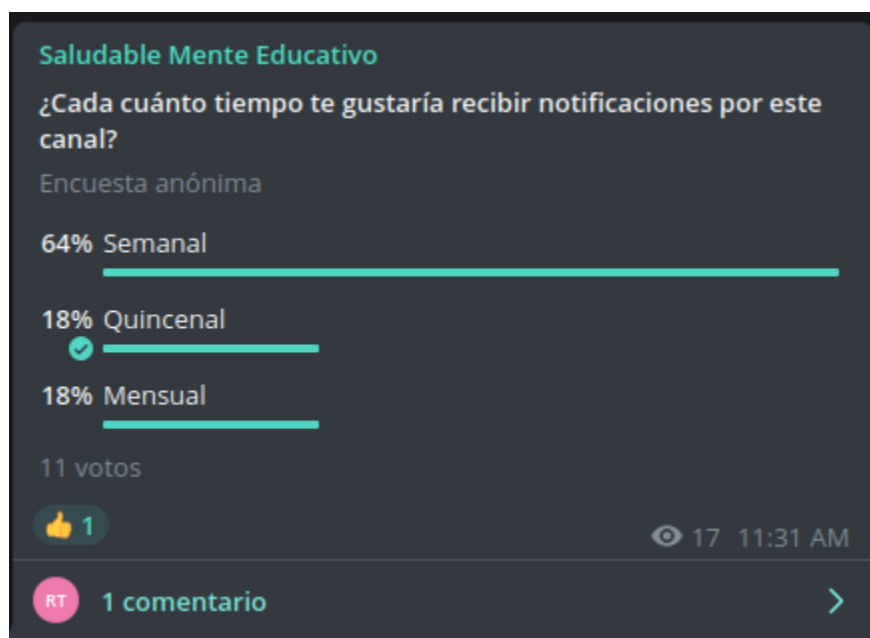 Saludable Mente Educativo
¿Cada cuánto tiempo te gustaría recibir notificaciones por este
canal?
Encuesta anónima
64% Semanal
18% Quincenal
18% Mensual
11 votos
👍 1
17 11:31 AM
RT 1 comentario